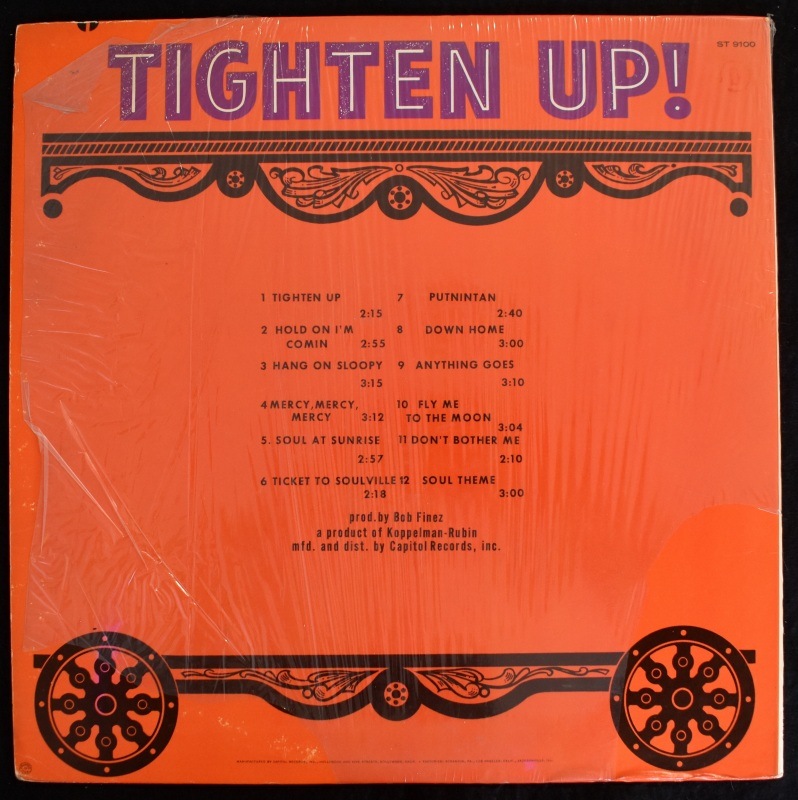 TIGHTEN UP!
ST 9100
1 TIGHTEN UP
2:15
2 HOLD ON I'M
COMIN 2:55
3 HANG ON SLOOPY
3:15
4 MERCY, MERCY,
MERCY 3:12
5. SOUL AT SUNRISE
2:57
6 TICKET TO SOULVILLE
2:18
7 PUTNINTAN
2:40
8 DOWN HOME
3:00
9 ANYTHING GOES
3:10
10 FLY ME
TO THE MOON
3:04
11 DON'T BOTHER ME
2:10
12 SOUL THEME
3:00
prod. by Bob Finez
a product of Koppelman-Rubin
mfd. and dist. by Capitol Records, inc.